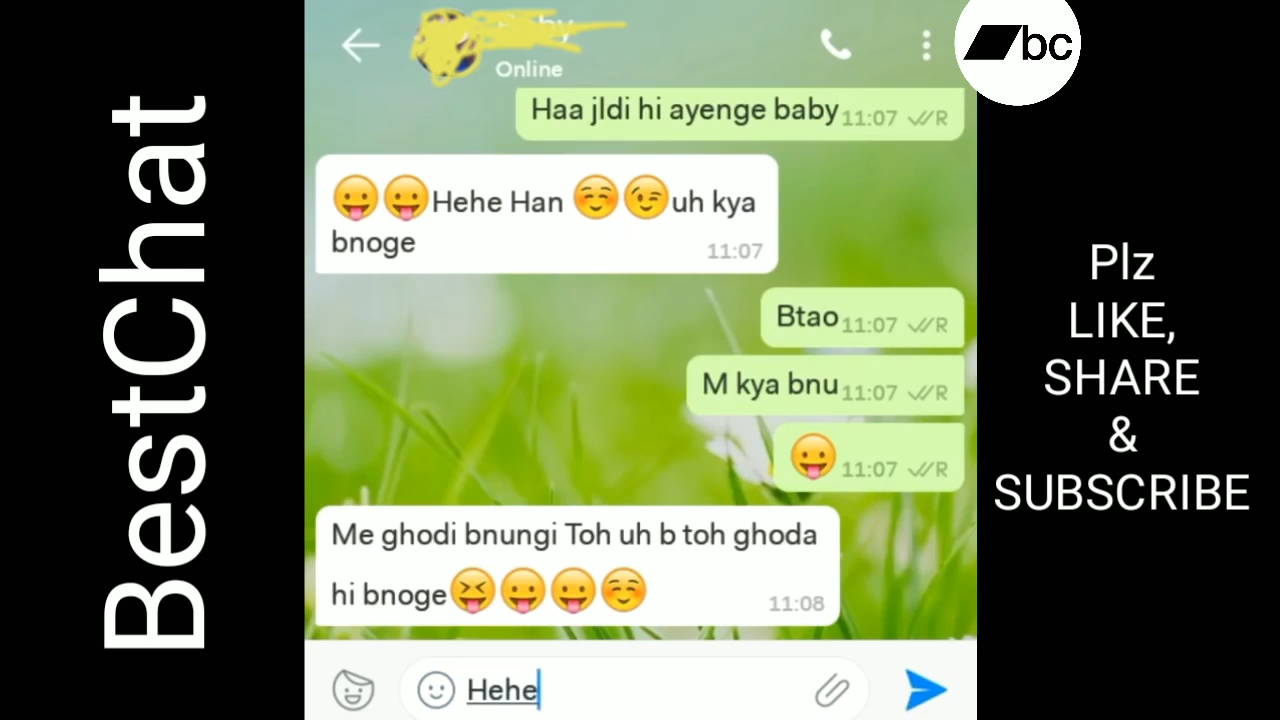 BestChat
Online
Haa jldi hi ayenge baby 11:07 R
😛😛Hehe Han ☺️😉uh kya
bnoge 11:07
Btao 11:07 R
M kya bnu 11:07 R
😛 11:07 R
Me ghodi bnungi Toh uh b toh ghoda
hi bnoge😝😛😛☺️ 11:08
Hehe
bc
Plz
LIKE,
SHARE
&
SUBSCRIBE